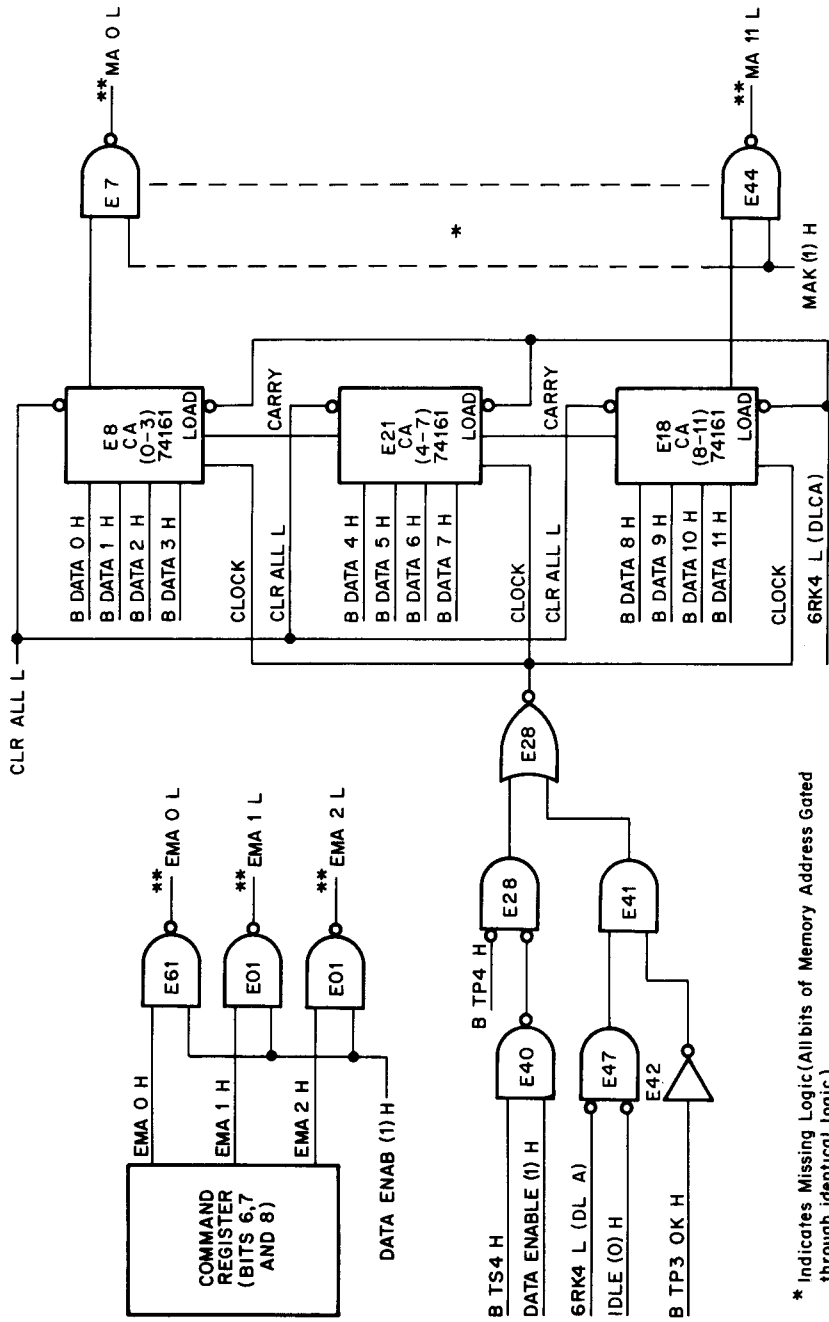 CLR ALL L
COMMAND
REGISTER
(BITS 6,7
AND 8)
EMA 0 H
EMA 1 H
EMA 2 H
DATA ENAB (1) H
E61
E01
E01
** EMA 0 L
** EMA 1 L
** EMA 2 L
B DATA 0 H
B DATA 1 H
B DATA 2 H
B DATA 3 H
CLOCK
E8
CA
(0-3)
74161
LOAD
CARRY
E7
** MA 0 L
CLR ALL L
B DATA 4 H
B DATA 5 H
B DATA 6 H
B DATA 7 H
CLOCK
E21
CA
(4-7)
74161
LOAD
CARRY
*
CLR ALL L
B DATA 8 H
B DATA 9 H
B DATA 10 H
B DATA 11 H
CLOCK
E18
CA
(8-11)
74161
LOAD
E44
** MA 11 L
MAK (1) H
6RK4 L (DLCA)
B TS4 H
DATA ENABLE (1) H
E40
B TP4 H
E28
E28
6RK4 L (DL A)
IDLE (0) H
E47
E41
E42
B TP3 OK H
* Indicates Missing Logic (All bits of Memory Address Gated
through identical logic)